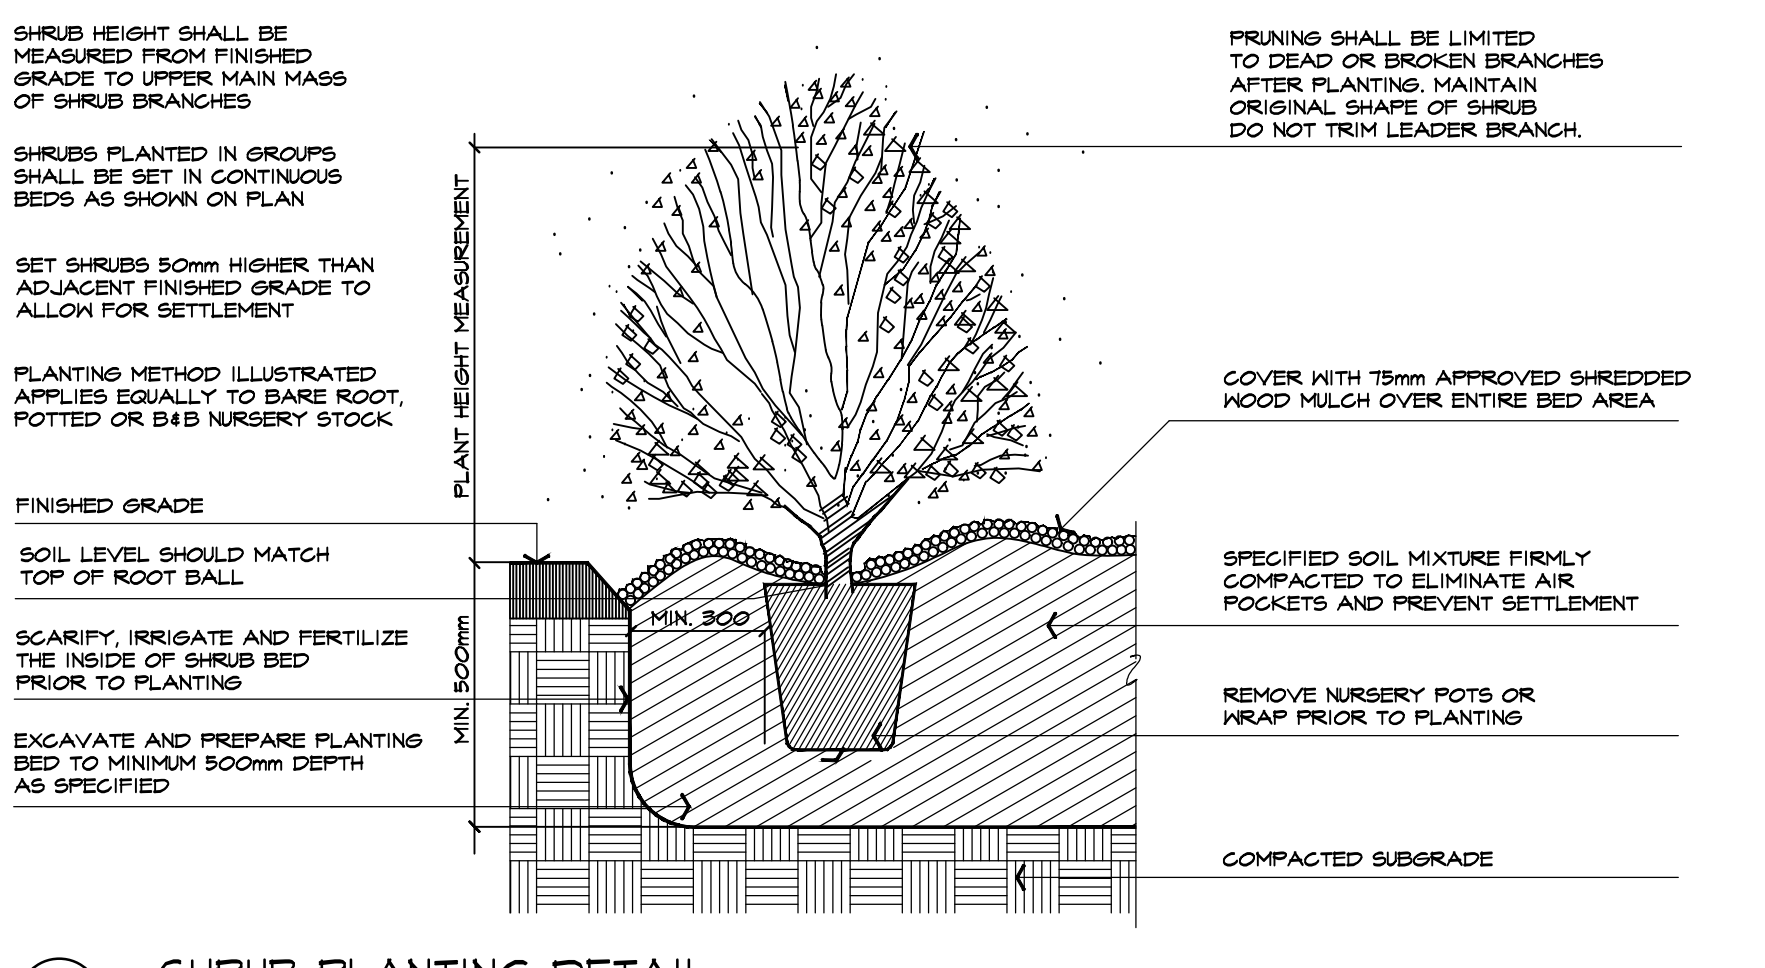 SHRUB HEIGHT SHALL BE
MEASURED FROM FINISHED
GRADE TO UPPER MAIN MASS
OF SHRUB BRANCHES
SHRUBS PLANTED IN GROUPS
SHALL BE SET IN CONTINUOUS
BEDS AS SHOWN ON PLAN
SET SHRUBS 50mm HIGHER THAN
ADJACENT FINISHED GRADE TO
ALLOW FOR SETTLEMENT
PLANTING METHOD ILLUSTRATED
APPLIES EQUALLY TO BARE ROOT,
POTTED OR B&B NURSERY STOCK
FINISHED GRADE
SOIL LEVEL SHOULD MATCH
TOP OF ROOT BALL
SCARIFY, IRRIGATE AND FERTILIZE
THE INSIDE OF SHRUB BED
PRIOR TO PLANTING
EXCAVATE AND PREPARE PLANTING
BED TO MINIMUM 500mm DEPTH
AS SPECIFIED
PLANT HEIGHT MEASUREMENT
MIN. 500mm
MIN. 300
PRUNING SHALL BE LIMITED
TO DEAD OR BROKEN BRANCHES
AFTER PLANTING. MAINTAIN
ORIGINAL SHAPE OF SHRUB
DO NOT TRIM LEADER BRANCH.
COVER WITH 75mm APPROVED SHREDDED
WOOD MULCH OVER ENTIRE BED AREA
SPECIFIED SOIL MIXTURE FIRMLY
COMPACTED TO ELIMINATE AIR
POCKETS AND PREVENT SETTLEMENT
REMOVE NURSERY POTS OR
WRAP PRIOR TO PLANTING
COMPACTED SUBGRADE
SHRUB PLANTING DETAIL